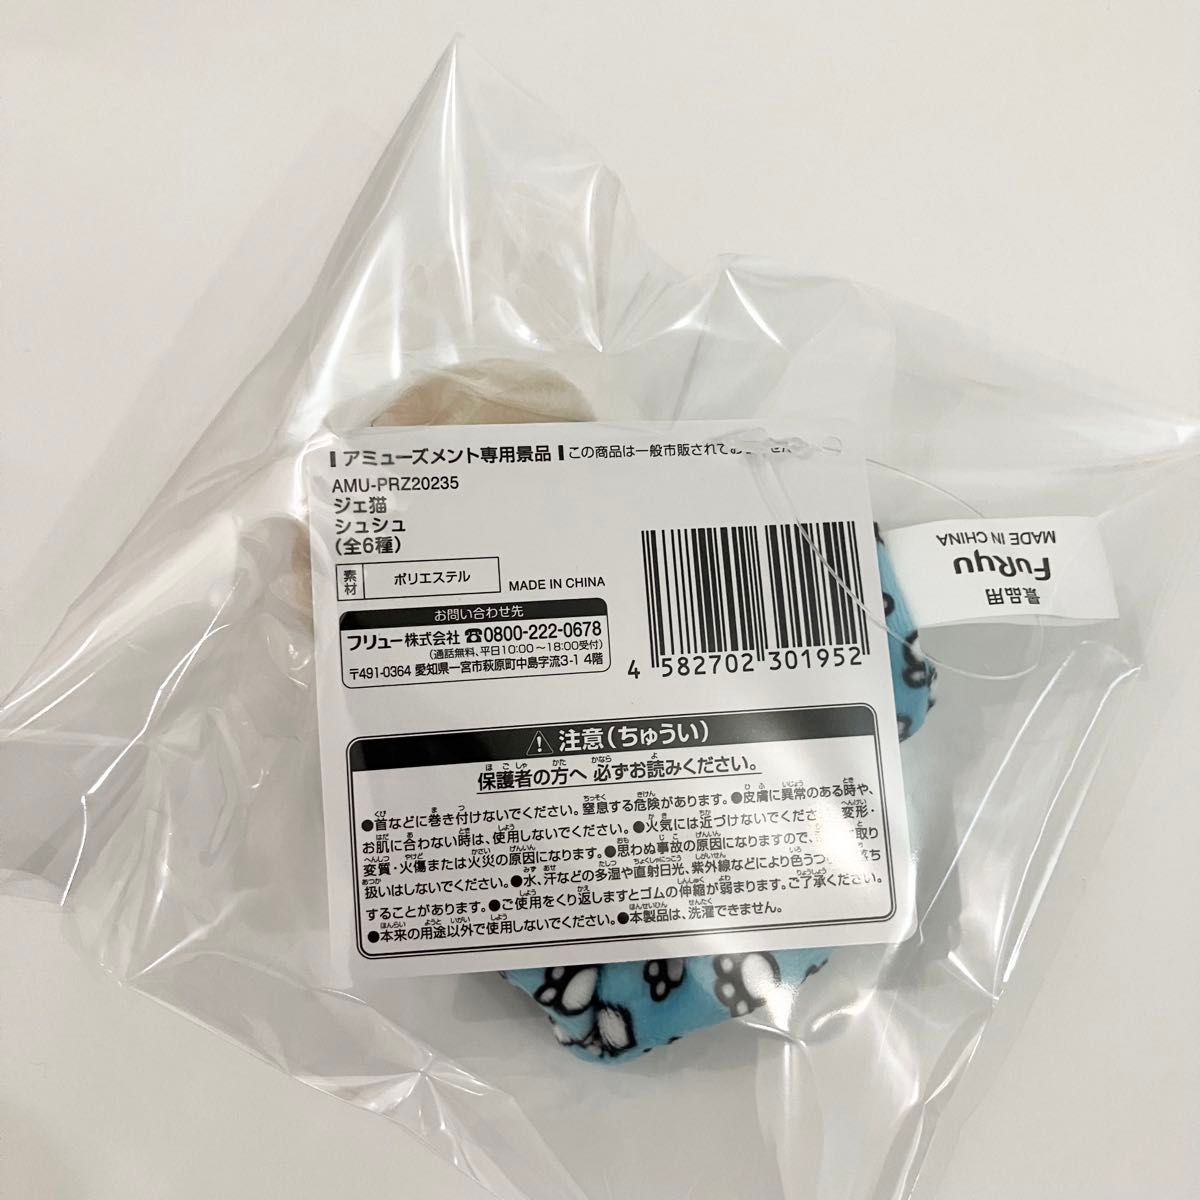 アミューズメント専用景品 この商品は一般市販されてお
AMU-PRZ20235
ジェ猫
シュシュ
(全6種)
素材 ポリエステル
MADE IN CHINA
お問い合わせ先
フリュー株式会社 ☎0800-222-0678
(通話無料、平日10:00~18:00受付)
〒491-0364 愛知県一宮市萩原町中島字流3-1 4階
4 582702 301952
景品用
FuRyu
MADE IN CHINA
⚠ 注意(ちゅうい)
保護者の方へ 必ずお読みください。
●首などに巻き付けないでください。窒息する危険があります。●皮膚に異常のある時や、
お肌に合わない時は、使用しないでください。●火気には近づけないでください 変形・
変質・火傷または火災の原因になります。●思わぬ事故の原因になりますので、 取り
扱いはしないでください。●水、汗などの多湿や直射日光、紫外線などにより色うつ ち
することがあります。●ご使用をくり返しますとゴムの伸縮が弱まります。ご了承ください。
●本来の用途以外で使用しないでください。●本製品は、洗濯できません。